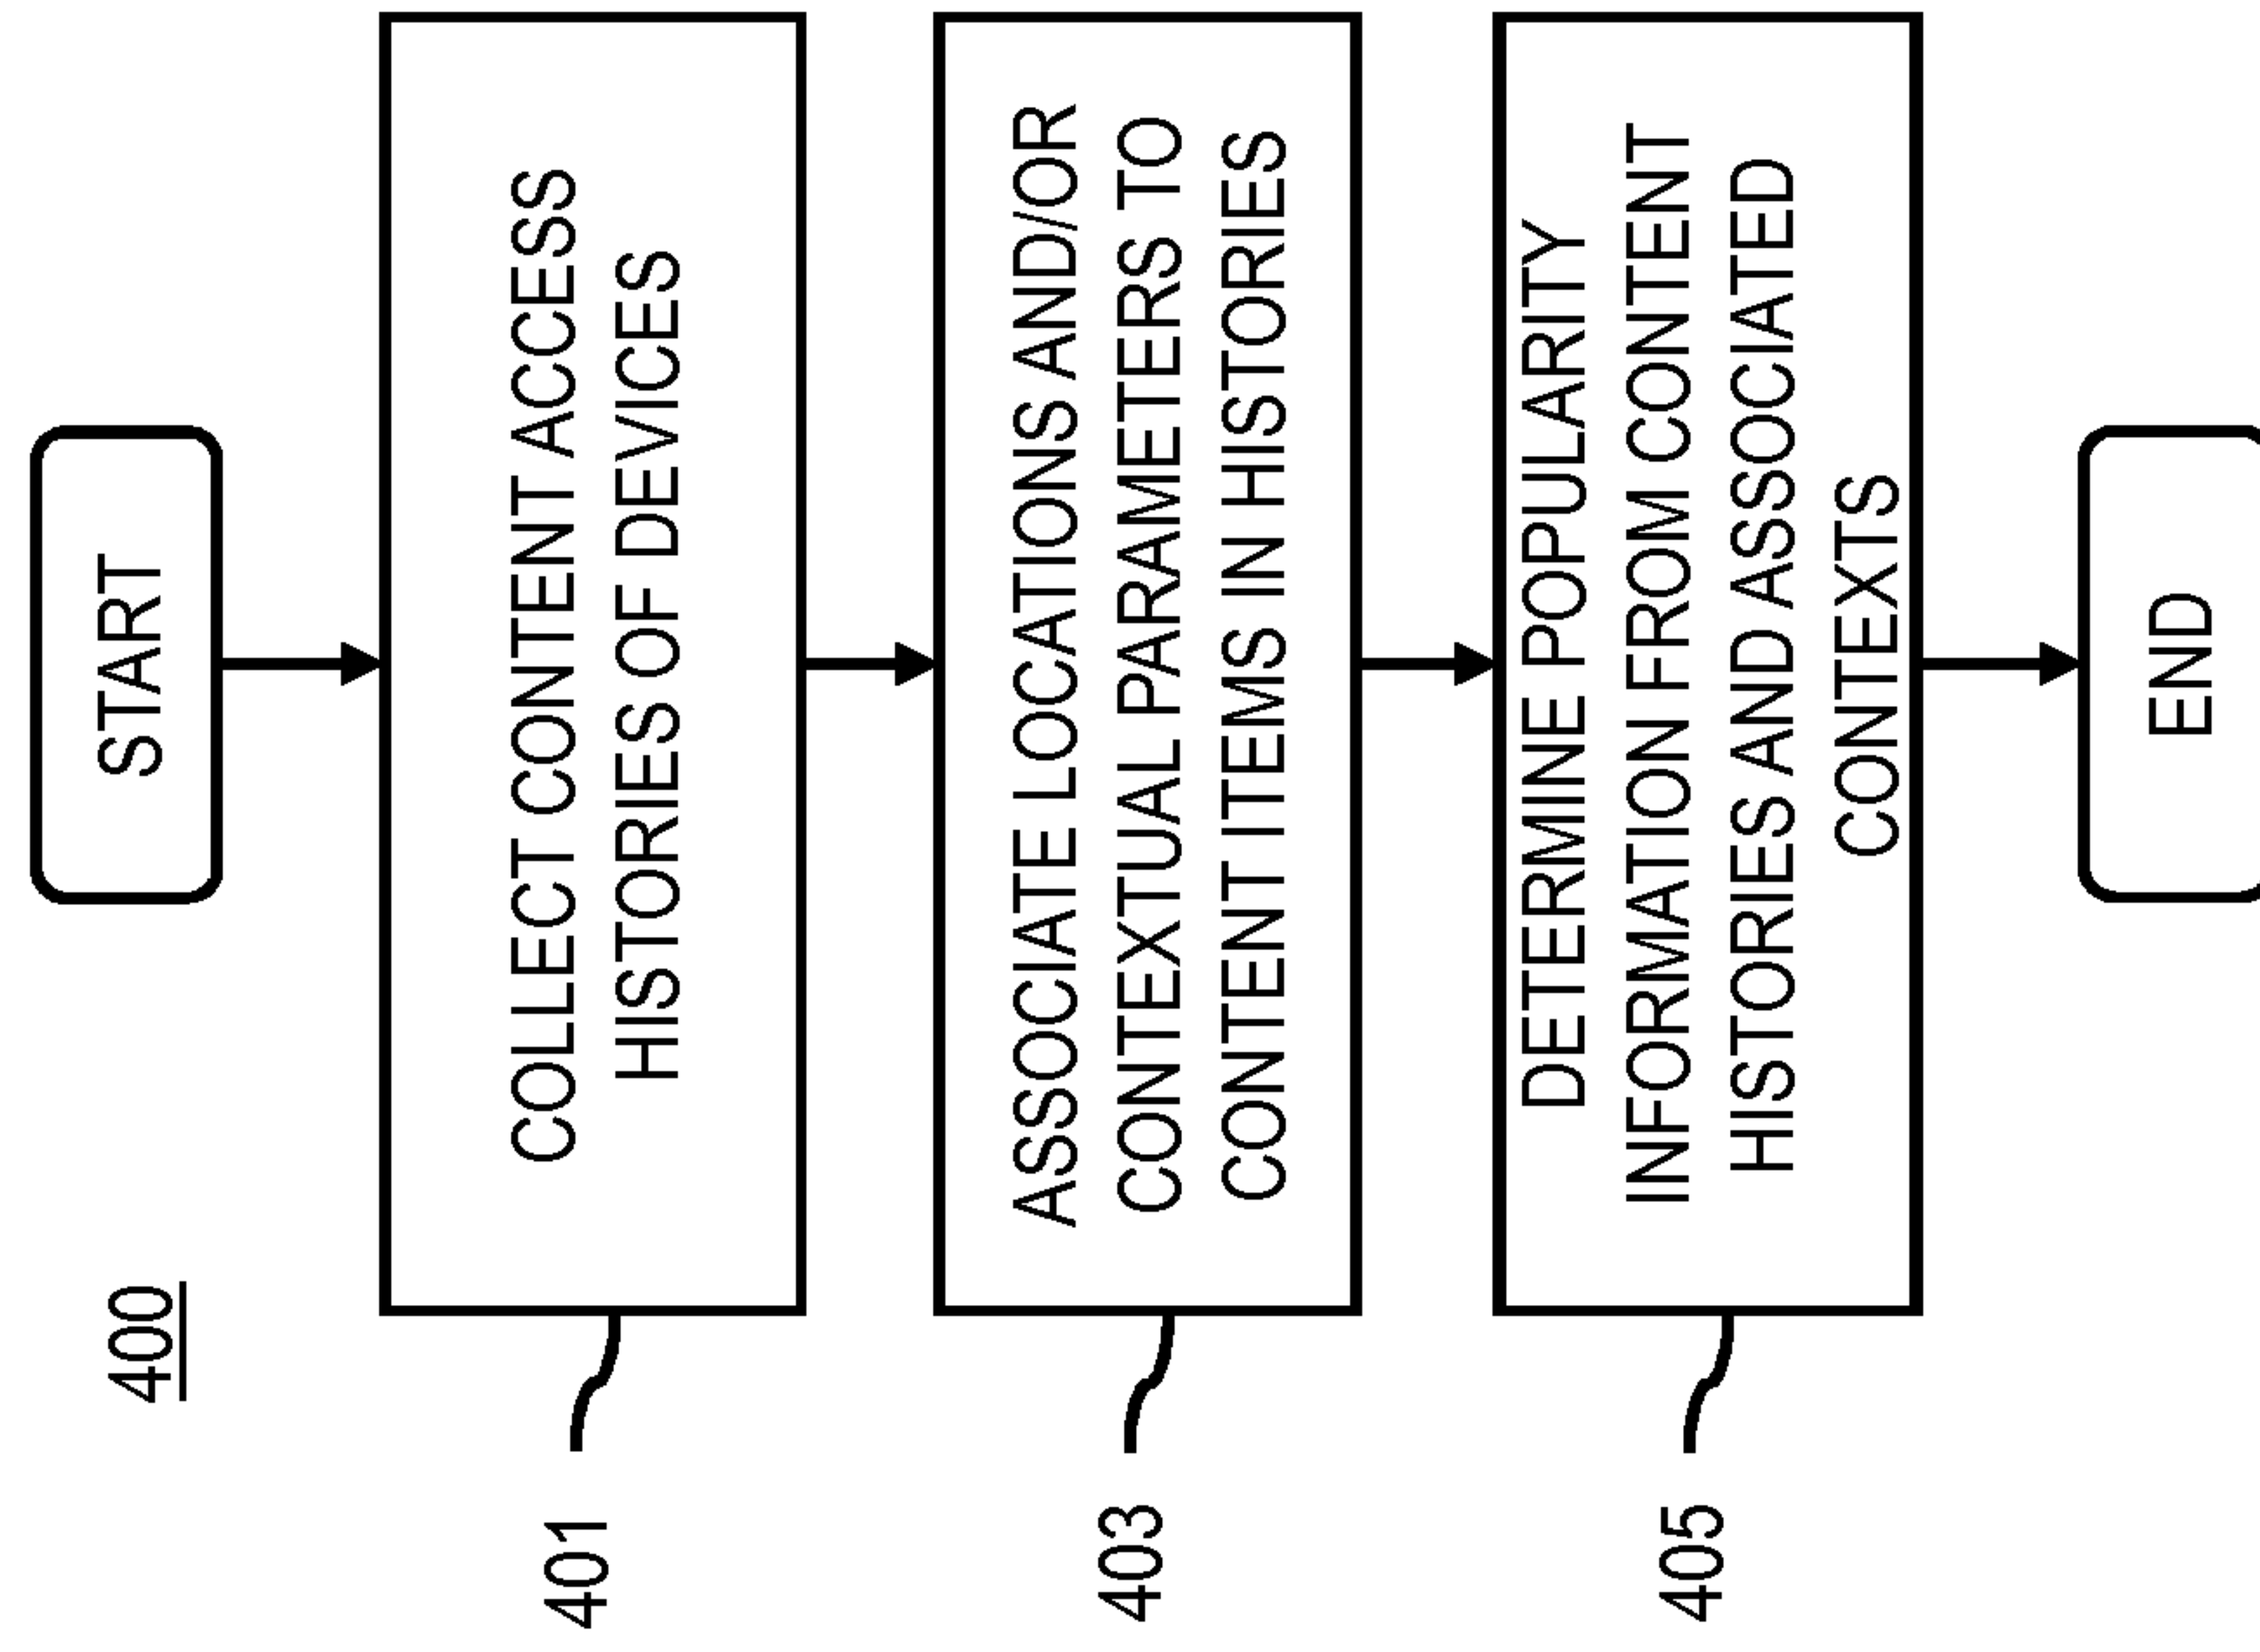 400
START
401
COLLECT CONTENT ACCESS
HISTORIES OF DEVICES
403
ASSOCIATE LOCATIONS AND/OR
CONTEXTUAL PARAMETERS TO
CONTENT ITEMS IN HISTORIES
405
DETERMINE POPULARITY
INFORMATION FROM CONTENT
HISTORIES AND ASSOCIATED
CONTEXTS
END